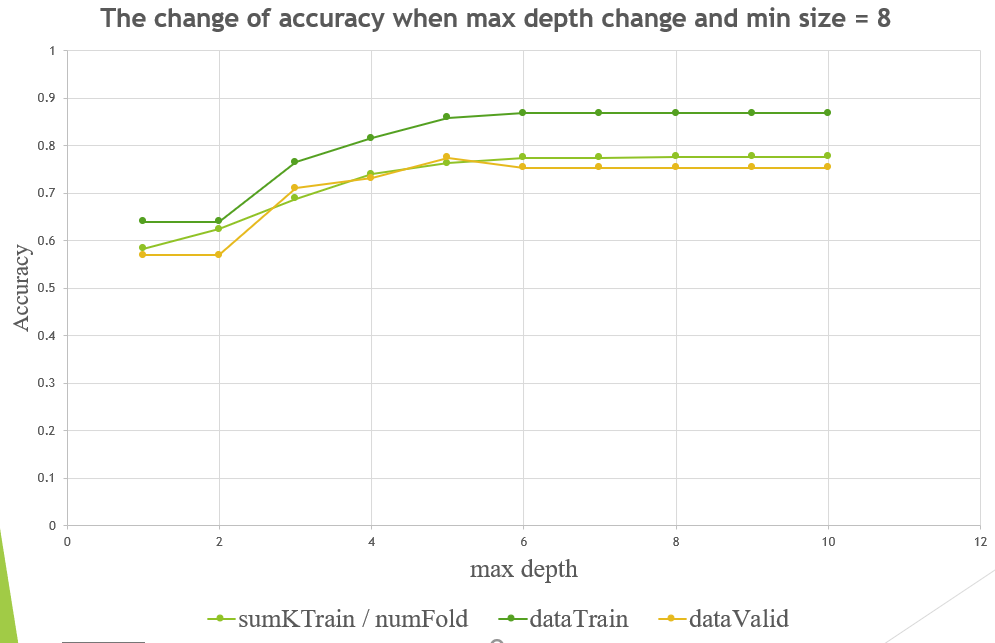 The change of accuracy when max depth change and min size = 8
1
0.9
0.8
0.7
0.6
0.5
0.4
0.3
0.2
0.1
0
Accuracy
0 2 4 6 8 10 12
max depth
sumKTrain / numFold dataTrain dataValid